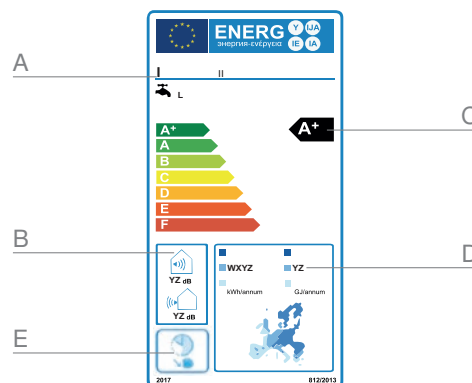 ENERG Y IJA
енергия·ενέργεια IE IA
A
I II
L
C
A+ A+
A
B
C
D
E
F
B
D
WXYZ YZ
YZ dB
kWh/annum GJ/annum
YZ dB
E
2017 812/2013